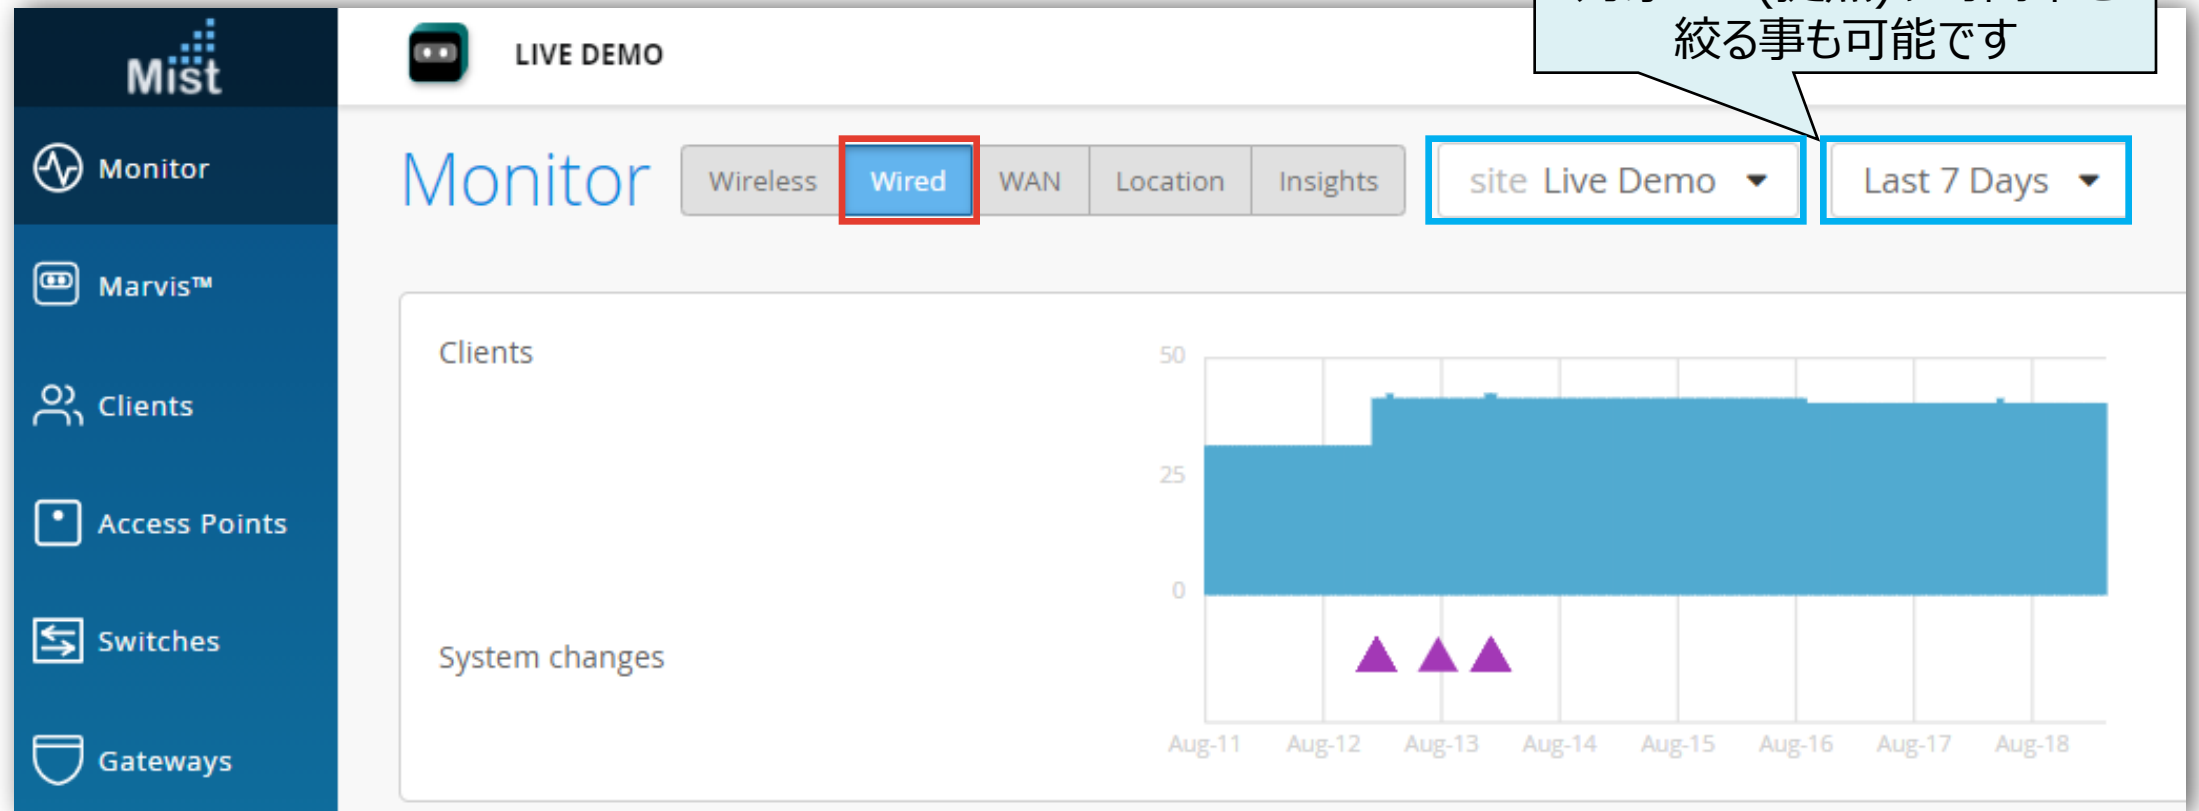 絞る事も可能です
Mist
LIVE DEMO
Monitor
Marvis™
Clients
Access Points
Switches
Gateways
Monitor
Wireless
Wired
WAN
Location
Insights
site Live Demo
Last 7 Days
Clients
50
25
0
System changes
Aug-11 Aug-12 Aug-13 Aug-14 Aug-15 Aug-16 Aug-17 Aug-18